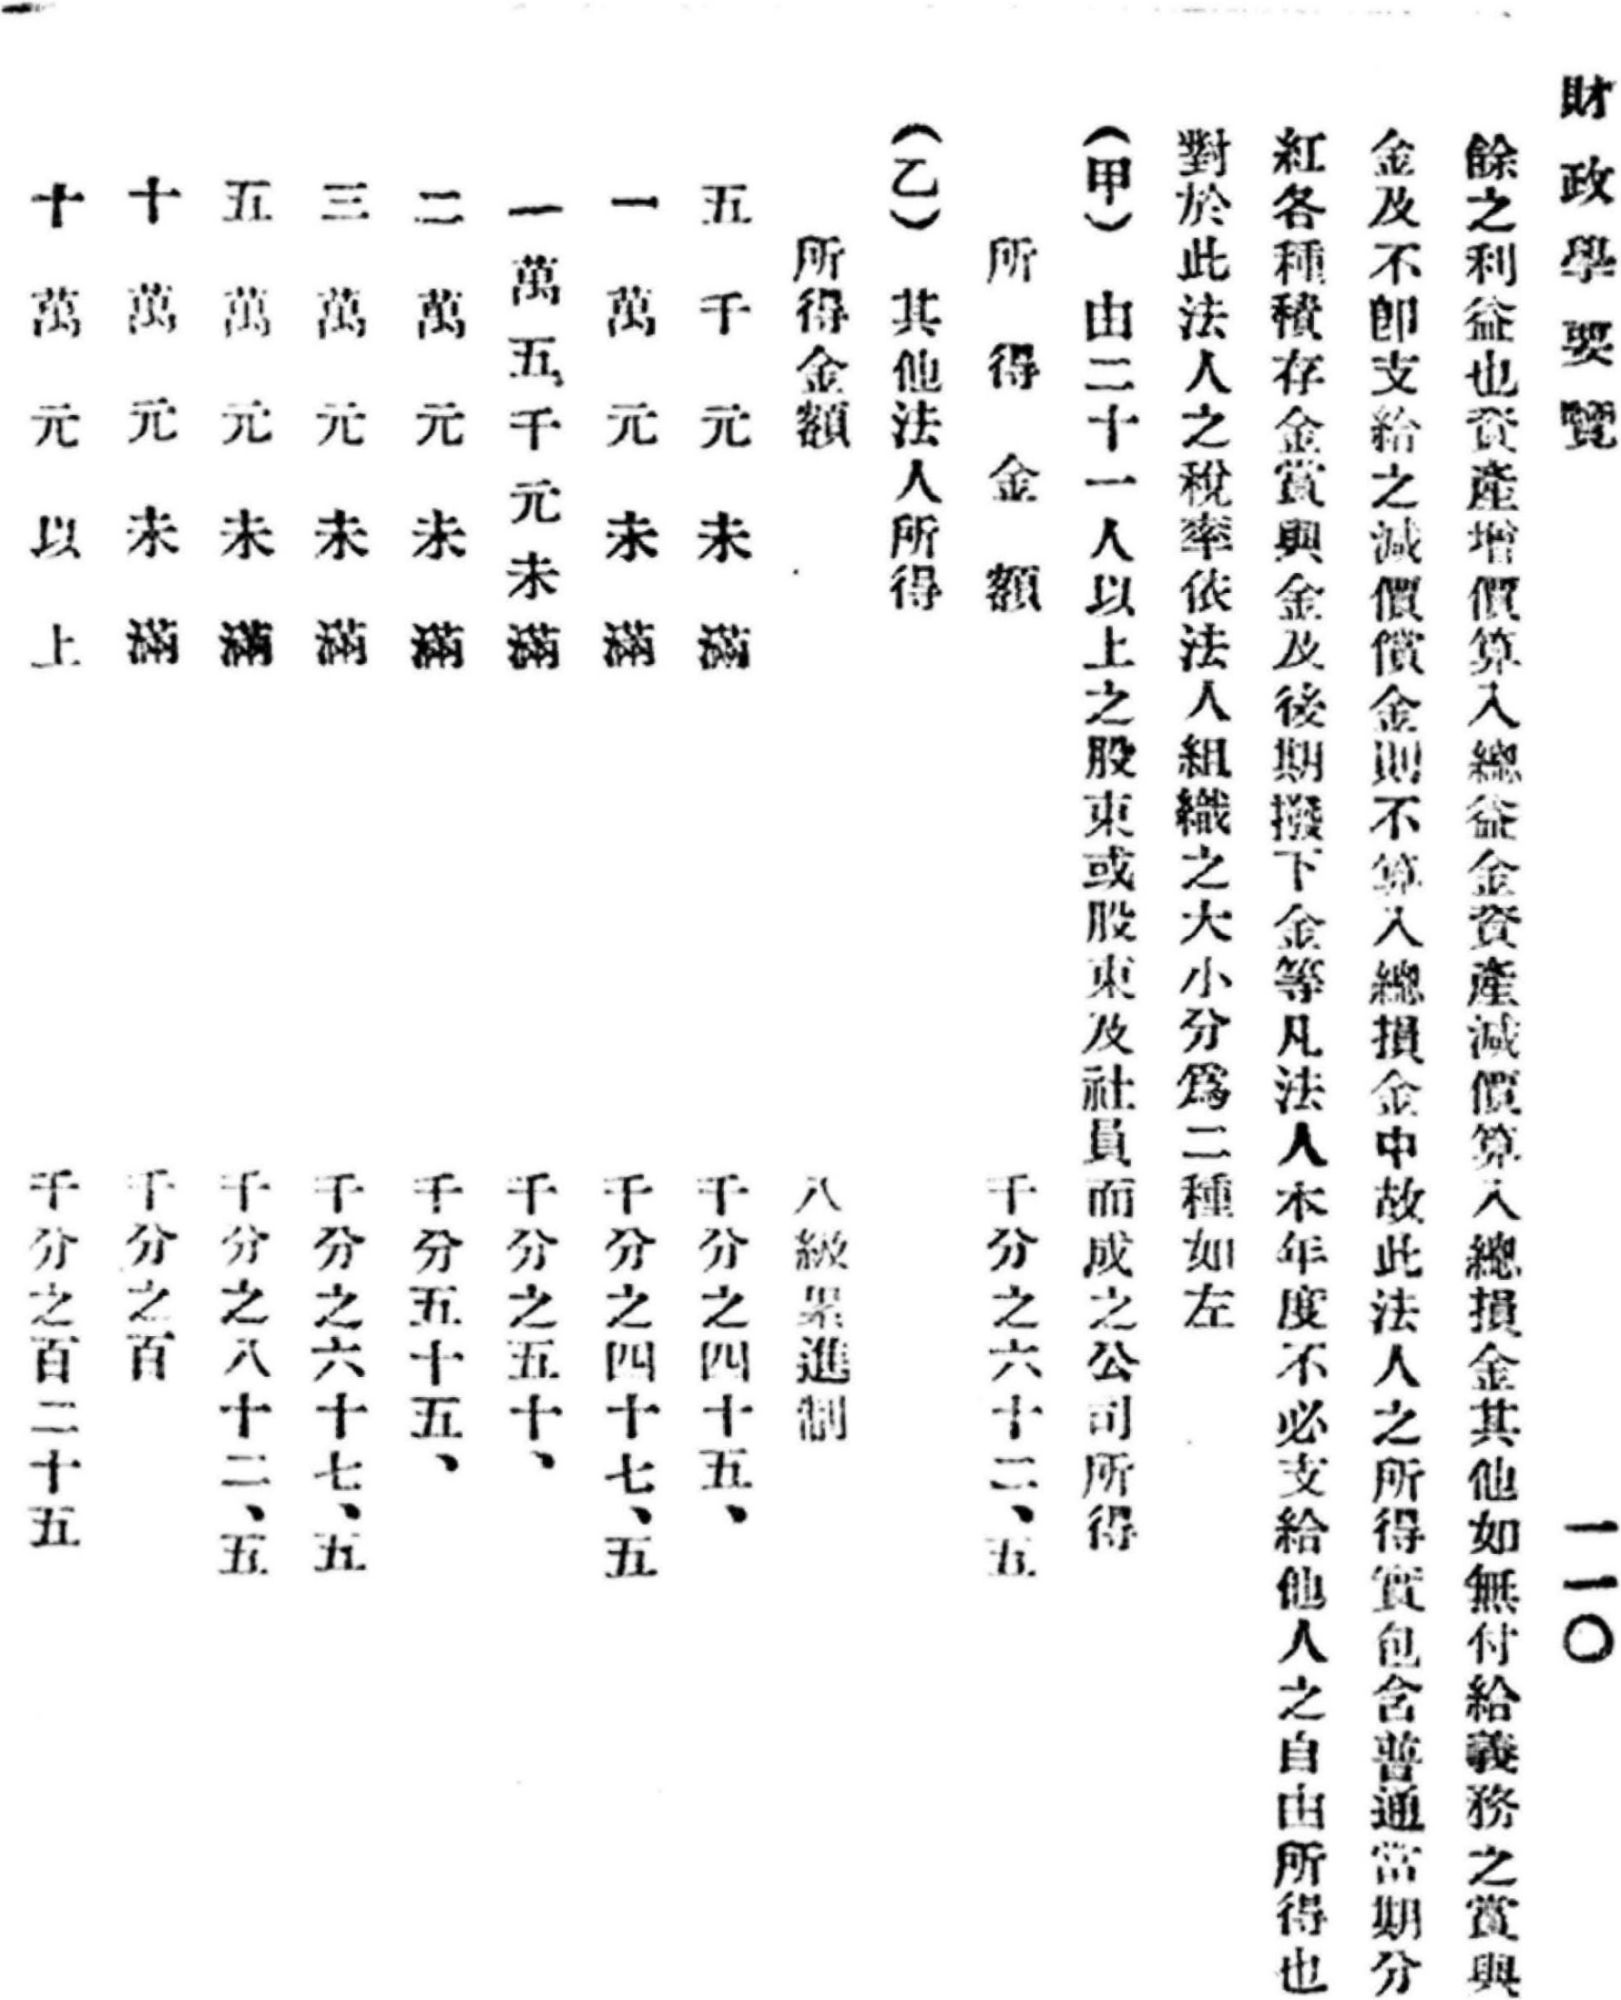 財政學要覽 一一〇
餘之利益也資產增價算入總益金資產減價算入總損金其他如無付給義務之賞與
金及不卽支給之減價償金則不算入總損金中故此法人之所得實包含普通當期分
紅各種積存金賞與金及後期撥下金等凡法人本年度不必支給他人之自由所得也
對於此法人之稅率依法人組織之大小分爲二種如左
（甲） 由二十一人以上之股東或股東及社員而成之公司所得
所得金額 千分之六十二、五
（乙） 其他法人所得
所得金額 八級累進制
五千元未滿 千分之四十五、
一萬元未滿 千分之四十七、五
一萬五千元未滿 千分之五十、
二萬元未滿 千分五十五、
三萬元未滿 千分之六十七、五
五萬元未滿 千分之八十二、五
十萬元未滿 千分之百
十萬元以上 千分之百二十五